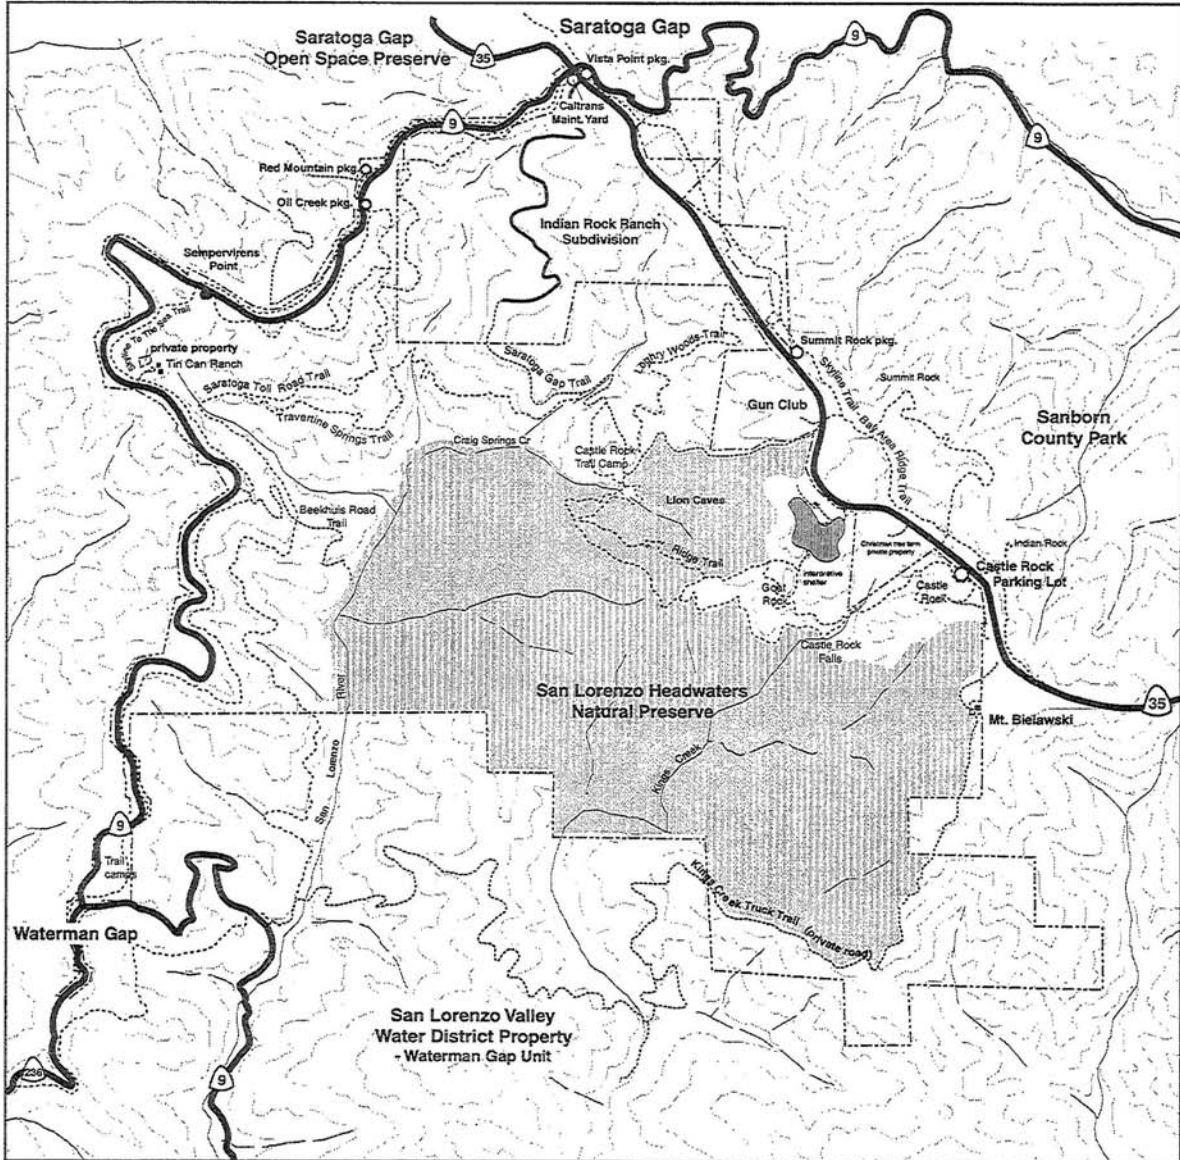 Saratoga Gap
Saratoga Gap
Open Space Preserve
35
9
Vista Point pkg.
Caltrans
Maint. Yard
9
9
Red Mountain pkg.
Oil Creek pkg.
Indian Rock Ranch
Subdivision
Sempervirens
Point
Skyline To The Sea Trail
private property
Tin Can Ranch
Saratoga Toll Road Trail
Travertine Springs Trail
Saratoga Gap Trail
Loghry Woods Trail
Summit Rock pkg.
Skyline Trail - Bay Area Ridge Trail
Summit Rock
Gun Club
Sanborn
County Park
Craig Springs Cr
Castle Rock
Trail Camp
Lion Caves
Beekhuis Road
Trail
Ridge Trail
Christmas tree farm
private property
Indian Rock
Interpretive
shelter
Goat
Rock
Castle
Rock
Castle Rock
Parking Lot
Castle Rock
Falls
San Lorenzo Headwaters
Natural Preserve
35
Mt. Bielawski
San Lorenzo River
Kings Creek
9
Trail
camps
Waterman Gap
Kings Creek Truck Trail (private road)
San Lorenzo Valley
Water District Property
- Waterman Gap Unit
236
9